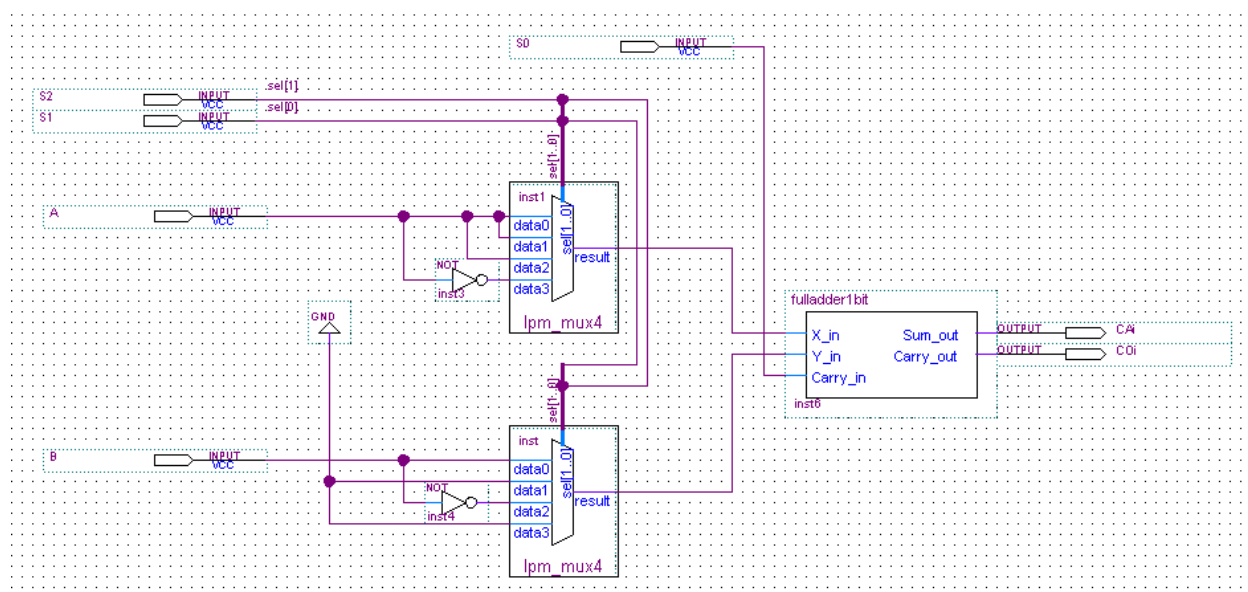 S0
INPUT
VCC
S2
INPUT
VCC
sel[1]
S1
INPUT
VCC
sel[0]
sel[1..0]
A
INPUT
VCC
inst1
data0
data1
data2
data3
sel[1..0]
result
lpm_mux4
NOT
inst3
GND
fulladder1bit
X_in
Y_in
Carry_in
Sum_out
Carry_out
inst6
OUTPUT
CAi
OUTPUT
COi
sel[1..0]
B
INPUT
VCC
NOT
inst4
inst
data0
data1
data2
data3
sel[1..0]
result
lpm_mux4